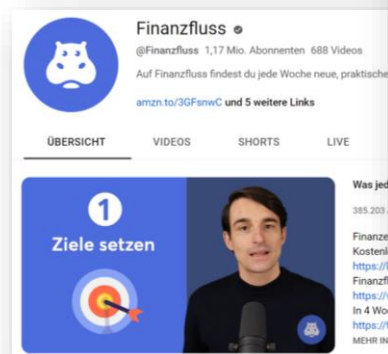 Finanzfluss
@Finanzfluss 1,17 Mio. Abonnenten 688 Videos
Auf Finanzfluss findest du jede Woche neue, praktische
amzn.to/3GFsnwC und 5 weitere Links
ÜBERSICHT VIDEOS SHORTS LIVE
1
Ziele setzen
Was jed
385.203
Finanze
Kostenl
https://
Finanzfl
https://
In 4 Wo
https://
MEHR IN